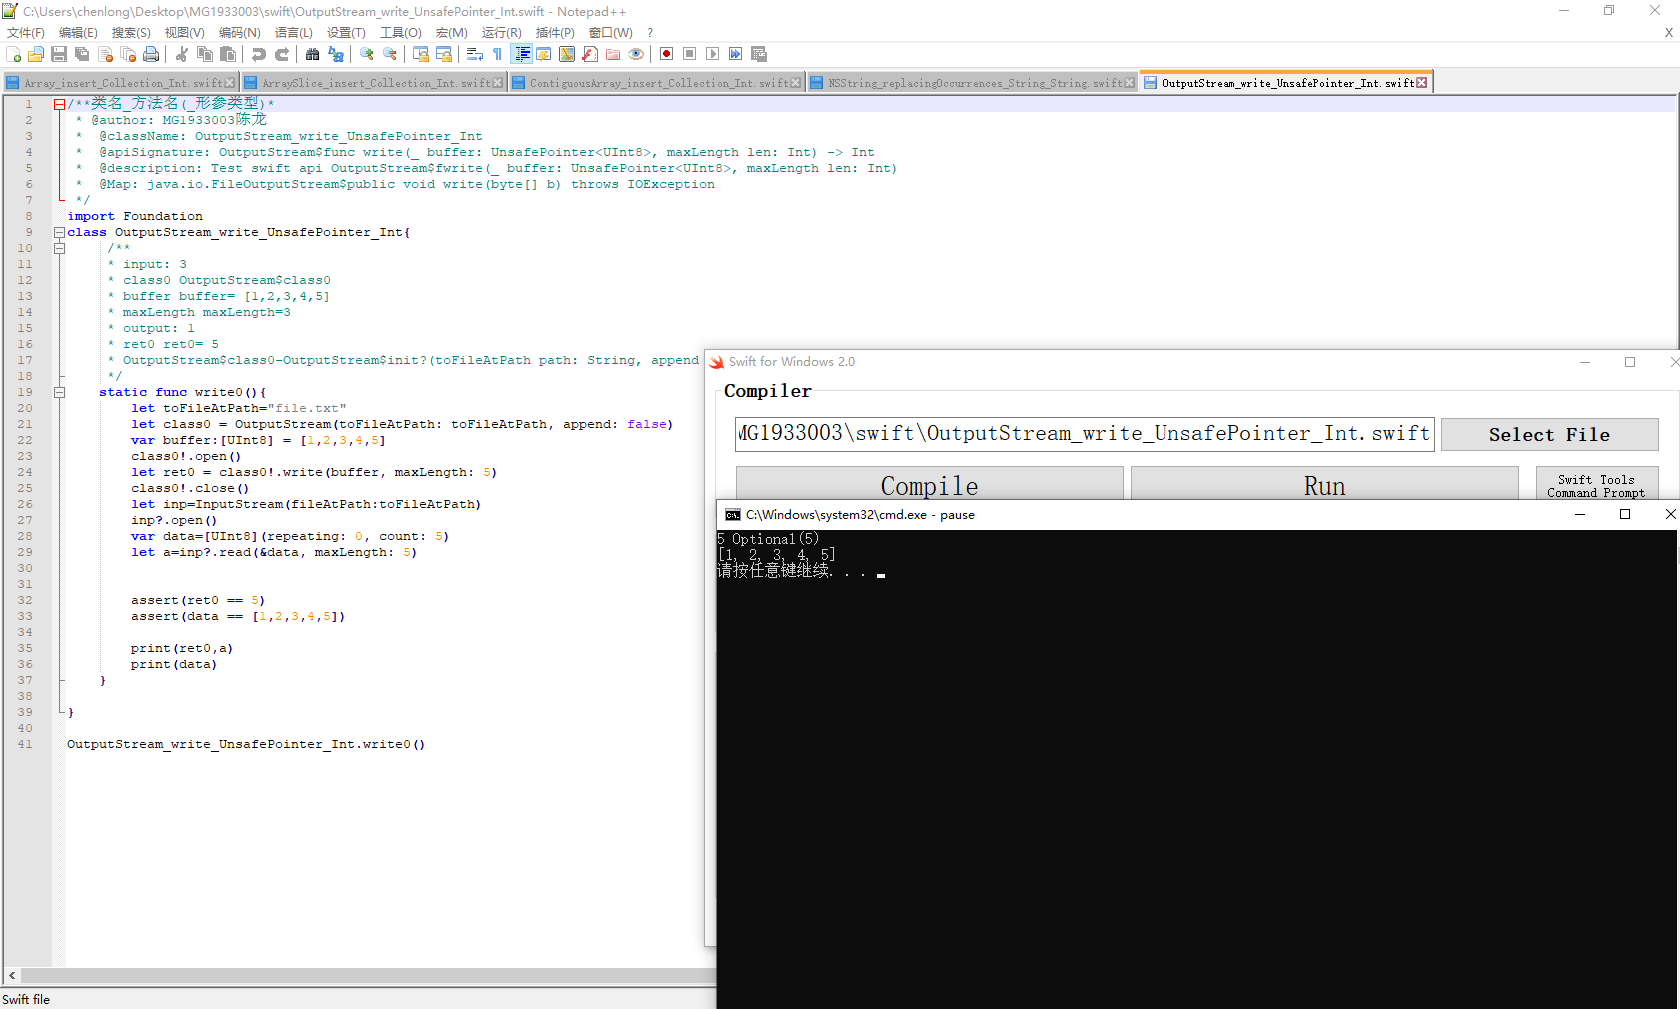 C:\Users\chenlong\Desktop\MG1933003\swift\OutputStream_write_UnsafePointer_Int.swift - Notepad++
文件(F) 编辑(E) 搜索(S) 视图(V) 编码(N) 语言(L) 设置(T) 工具(O) 宏(M) 运行(R) 插件(P) 窗口(W) ? X
Array_insert_Collection_Int.swift ArraySlice_insert_Collection_Int.swift ContiguousArray_insert_Collection_Int.swift NSString_replacingOccurrences_String_String.swift OutputStream_write_UnsafePointer_Int.swift
1 /**类名_方法名(_形参类型)*
2 * @author: MG1933003陈龙
3 * @className: OutputStream_write_UnsafePointer_Int
4 * @apiSignature: OutputStream$func write(_ buffer: UnsafePointer<UInt8>, maxLength len: Int) -> Int
5 * @description: Test swift api OutputStream$fwrite(_ buffer: UnsafePointer<UInt8>, maxLength len: Int)
6 * @Map: java.io.FileOutputStream$public void write(byte[] b) throws IOException
7 */
8 import Foundation
9 class OutputStream_write_UnsafePointer_Int{
10 /**
11 * input: 3
12 * class0 OutputStream$class0
13 * buffer buffer= [1,2,3,4,5]
14 * maxLength maxLength=3
15 * output: 1
16 * ret0 ret0= 5
17 * OutputStream$class0-OutputStream$init?(toFileAtPath path: String, append
18 */
19 static func write0(){
20 let toFileAtPath="file.txt"
21 let class0 = OutputStream(toFileAtPath: toFileAtPath, append: false)
22 var buffer:[UInt8] = [1,2,3,4,5]
23 class0!.open()
24 let ret0 = class0!.write(buffer, maxLength: 5)
25 class0!.close()
26 let inp=InputStream(fileAtPath:toFileAtPath)
27 inp?.open()
28 var data=[UInt8](repeating: 0, count: 5)
29 let a=inp?.read(&data, maxLength: 5)
30
31
32 assert(ret0 == 5)
33 assert(data == [1,2,3,4,5])
34
35 print(ret0,a)
36 print(data)
37 }
38
39 }
40
41 OutputStream_write_UnsafePointer_Int.write0()
Swift file
Swift for Windows 2.0
Compiler
MG1933003\swift\OutputStream_write_UnsafePointer_Int.swift
Select File
Compile
Run
Swift Tools
Command Prompt
C:\Windows\system32\cmd.exe - pause
5 Optional(5)
[1, 2, 3, 4, 5]
请按任意键继续. . .